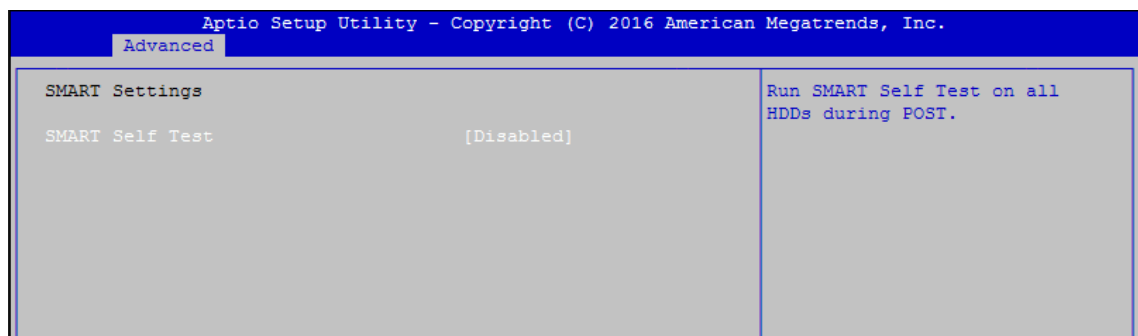 Aptio Setup Utility – Copyright (C) 2016 American Megatrends, Inc.
Advanced
SMART Settings
SMART Self Test [Disabled]
Run SMART Self Test on all
HDDs during POST.